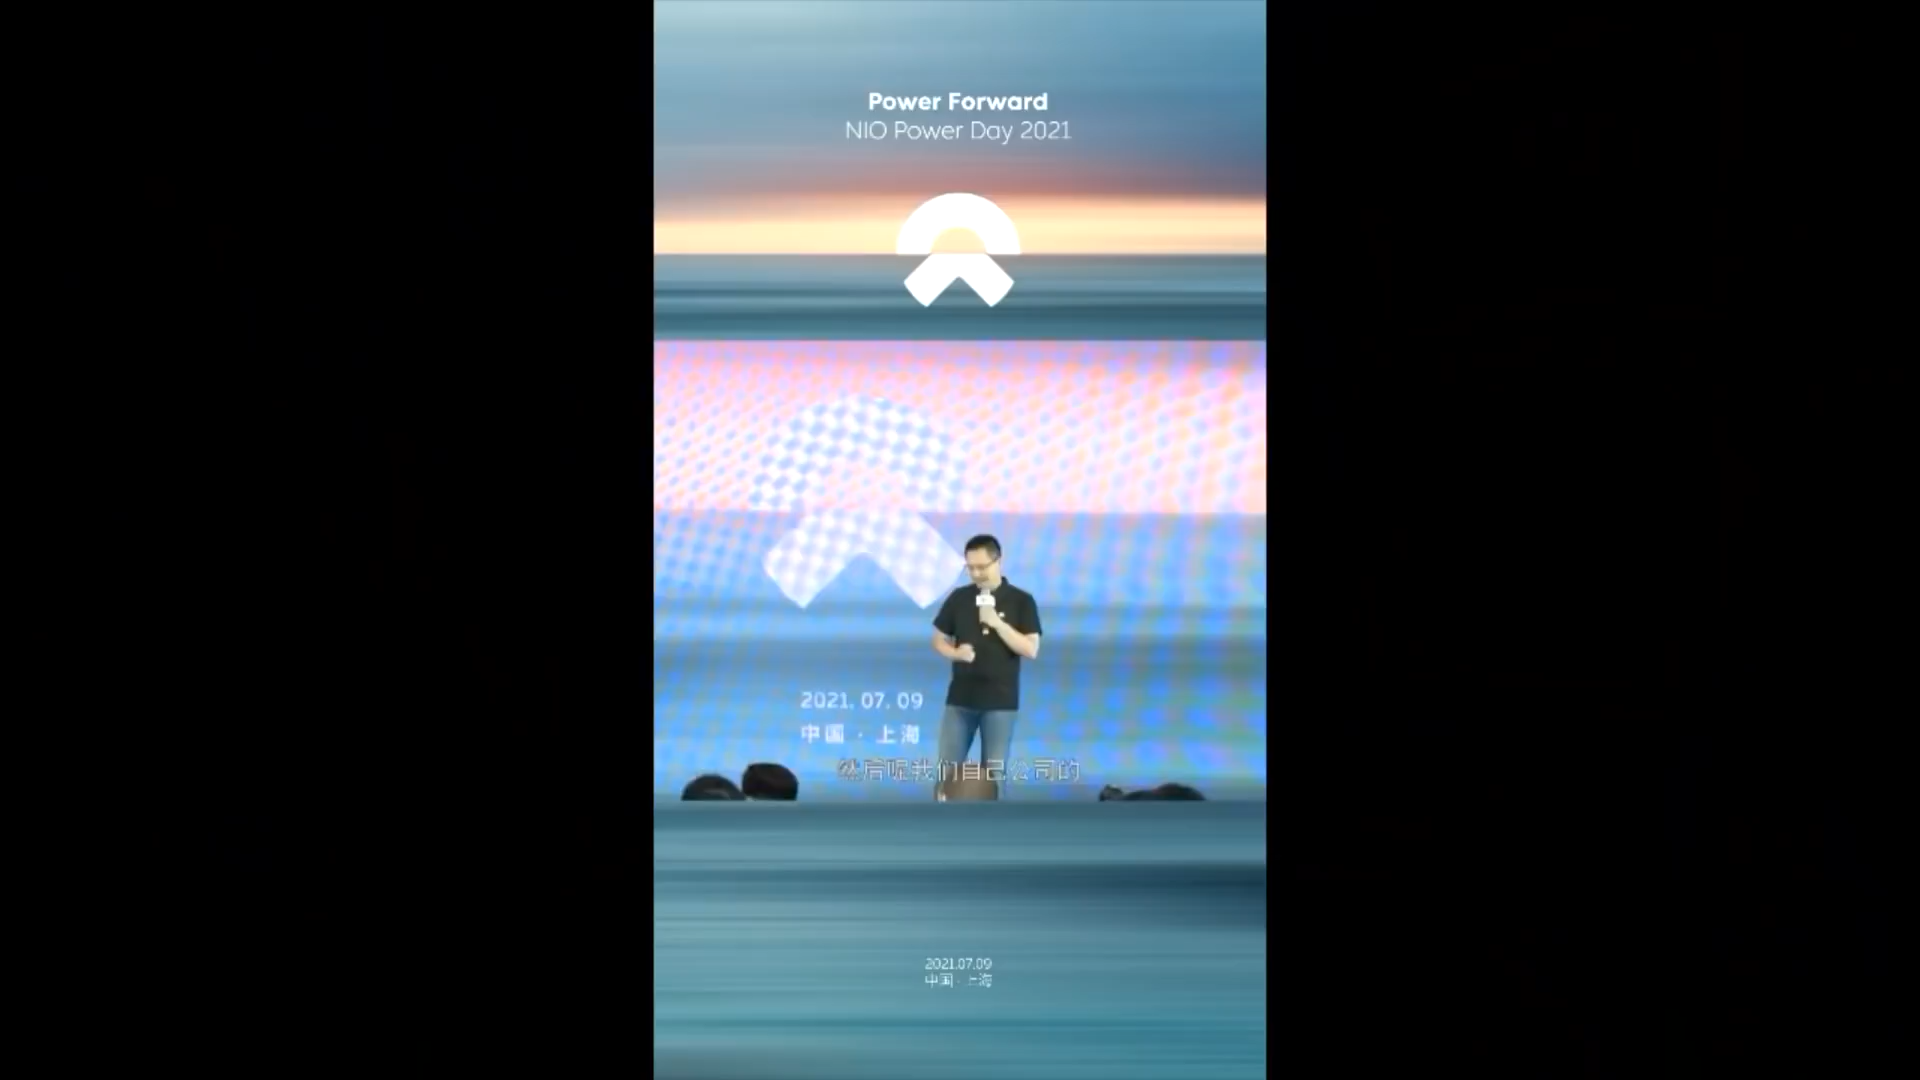 Power Forward
NIO Power Day 2021
2021. 07. 09
中国 · 上海
然后呢我们自己公司的
2021.07.09
中国 · 上海